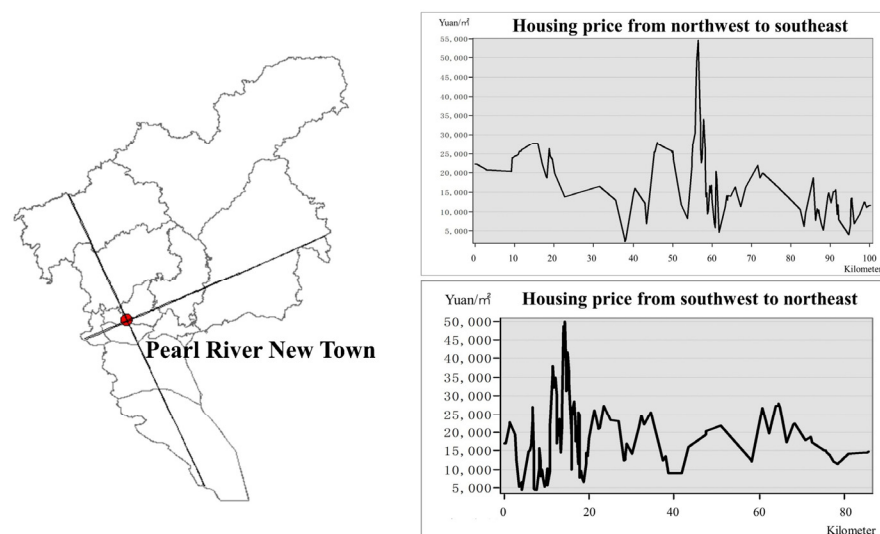 Pearl River New Town
Yuan/㎡
Housing price from northwest to southeast
55,000
50,000
45,000
40,000
35,000
30,000
25,000
20,000
15,000
10,000
5,000
0 10 20 30 40 50 60 70 80 90 100
Kilometer
Yuan/㎡
Housing price from southwest to northeast
50,000
45,000
40,000
35,000
30,000
25,000
20,000
15,000
10,000
5,000
0 20 40 60 80
Kilometer